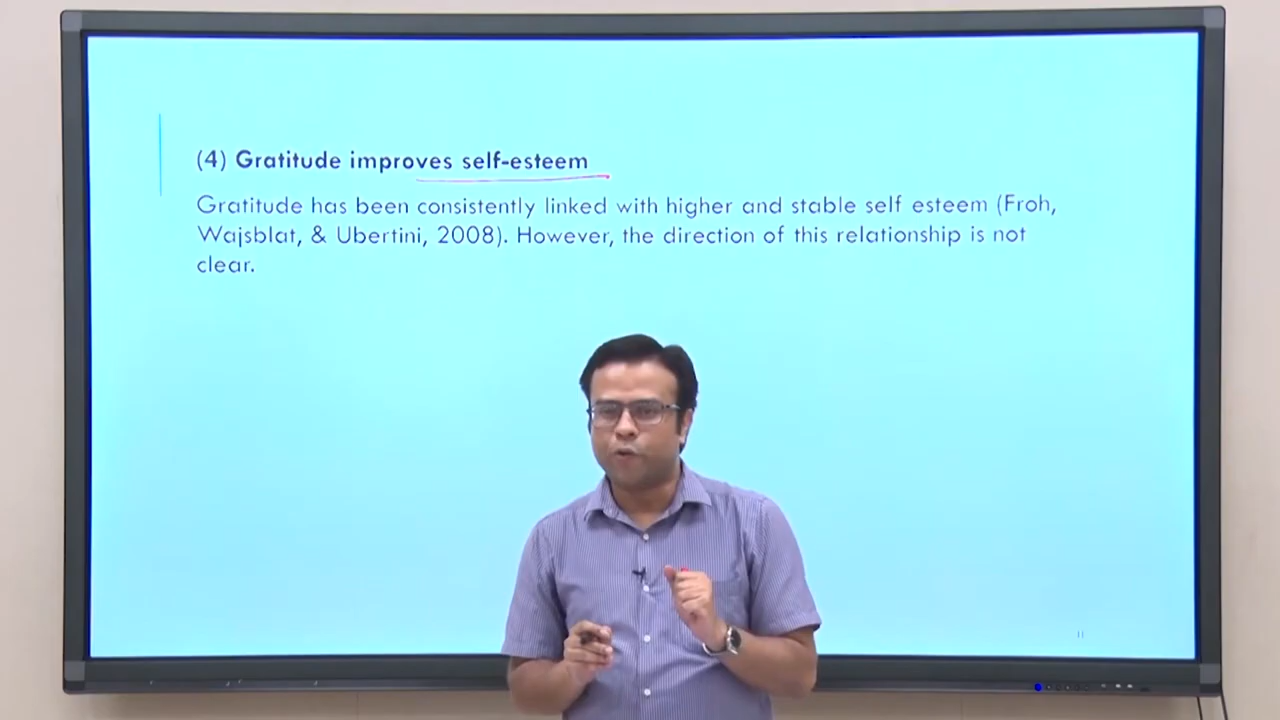 (4) Gratitude improves self-esteem
Gratitude has been consistently linked with higher and stable self esteem (Froh,
Wajsblat, & Ubertini, 2008). However, the direction of this relationship is not
clear.
11